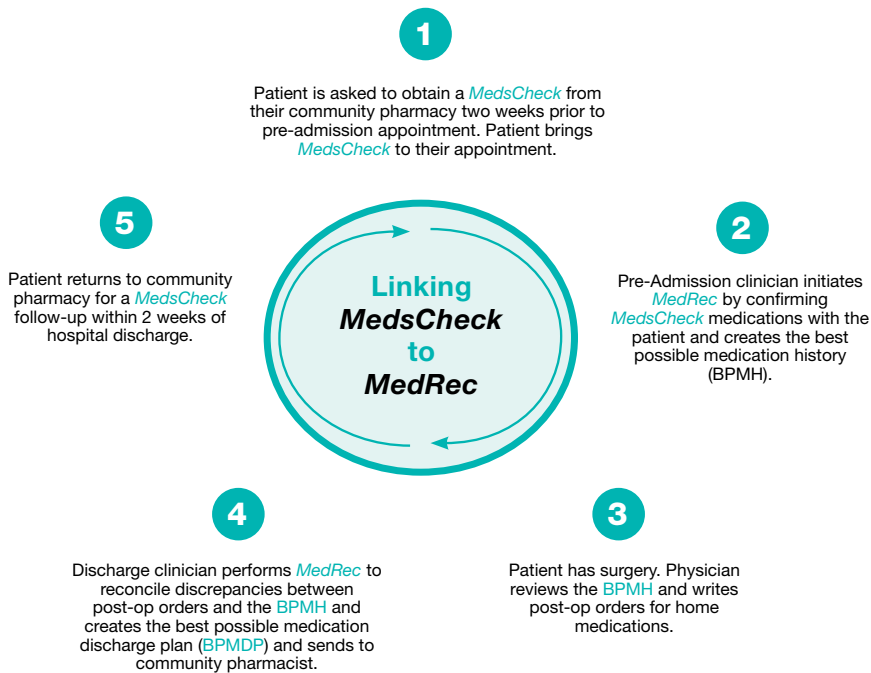 1
Patient is asked to obtain a MedsCheck from
their community pharmacy two weeks prior to
pre-admission appointment. Patient brings
MedsCheck to their appointment.
2
Pre-Admission clinician initiates
MedRec by confirming
MedsCheck medications with the
patient and creates the best
possible medication history
(BPMH).
3
Patient has surgery. Physician
reviews the BPMH and writes
post-op orders for home
medications.
4
Discharge clinician performs MedRec to
reconcile discrepancies between
post-op orders and the BPMH and
creates the best possible medication
discharge plan (BPMDP) and sends to
community pharmacist.
5
Patient returns to community
pharmacy for a MedsCheck
follow-up within 2 weeks of
hospital discharge.
Linking
MedsCheck
to
MedRec